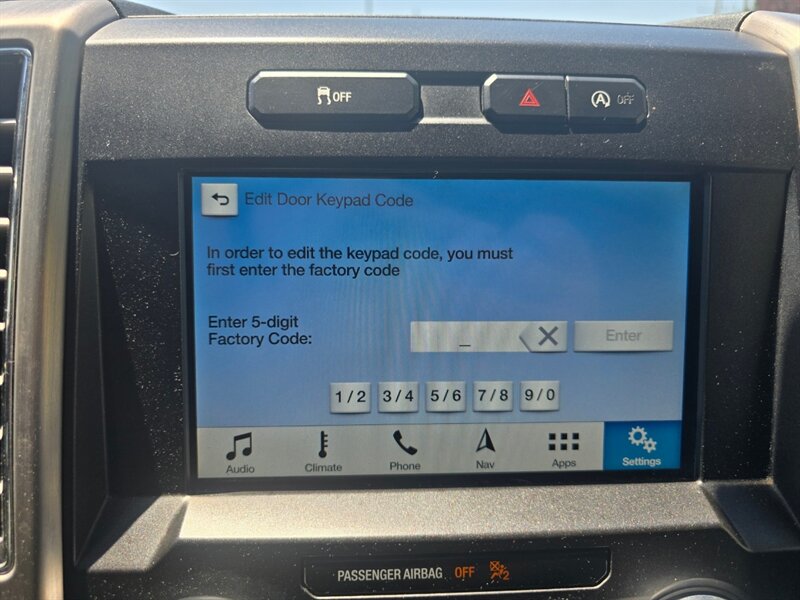 OFF
A OFF
Edit Door Keypad Code
In order to edit the keypad code, you must
first enter the factory code
Enter 5-digit
Factory Code:
_
Enter
1 / 2 3 / 4 5 / 6 7 / 8 9 / 0
Audio Climate Phone Nav Apps Settings
PASSENGER AIRBAG OFF 2